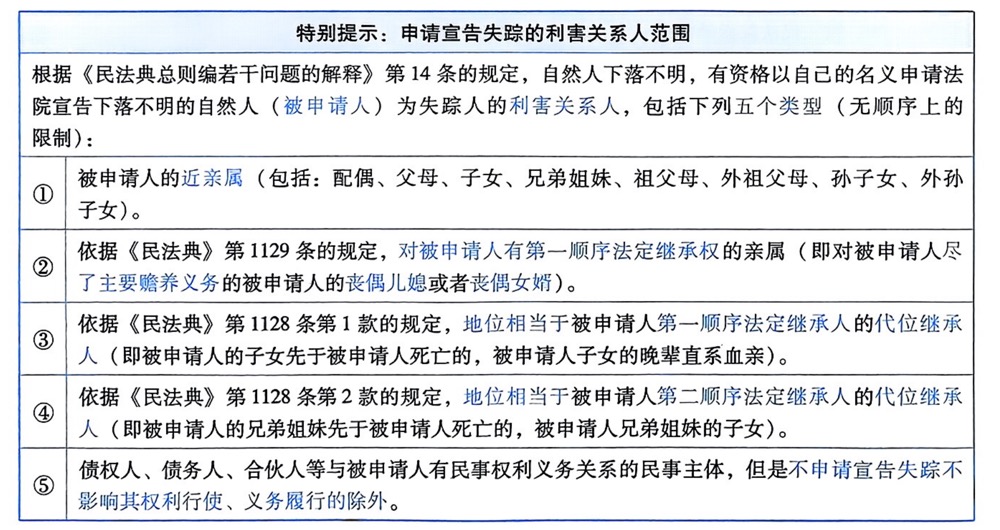 特别提示：申请宣告失踪的利害关系人范围
根据《民法典总则编若干问题的解释》第14条的规定，自然人下落不明，有资格以自己的名义申请法
院宣告下落不明的自然人（被申请人）为失踪人的利害关系人，包括下列五个类型（无顺序上的
限制）：
① 被申请人的近亲属（包括：配偶、父母、子女、兄弟姐妹、祖父母、外祖父母、孙子女、外孙
子女）。
② 依据《民法典》第1129条的规定，对被申请人有第一顺序法定继承权的亲属（即对被申请人尽
了主要赡养义务的被申请人的丧偶儿媳或者丧偶女婿）。
③ 依据《民法典》第1128条第1款的规定，地位相当于被申请人第一顺序法定继承人的代位继承
人（即被申请人的子女先于被申请人死亡的，被申请人子女的晚辈直系血亲）。
④ 依据《民法典》第1128条第2款的规定，地位相当于被申请人第二顺序法定继承人的代位继承
人（即被申请人的兄弟姐妹先于被申请人死亡的，被申请人兄弟姐妹的子女）。
⑤ 债权人、债务人、合伙人等与被申请人有民事权利义务关系的民事主体，但是不申请宣告失踪不
影响其权利行使、义务履行的除外。